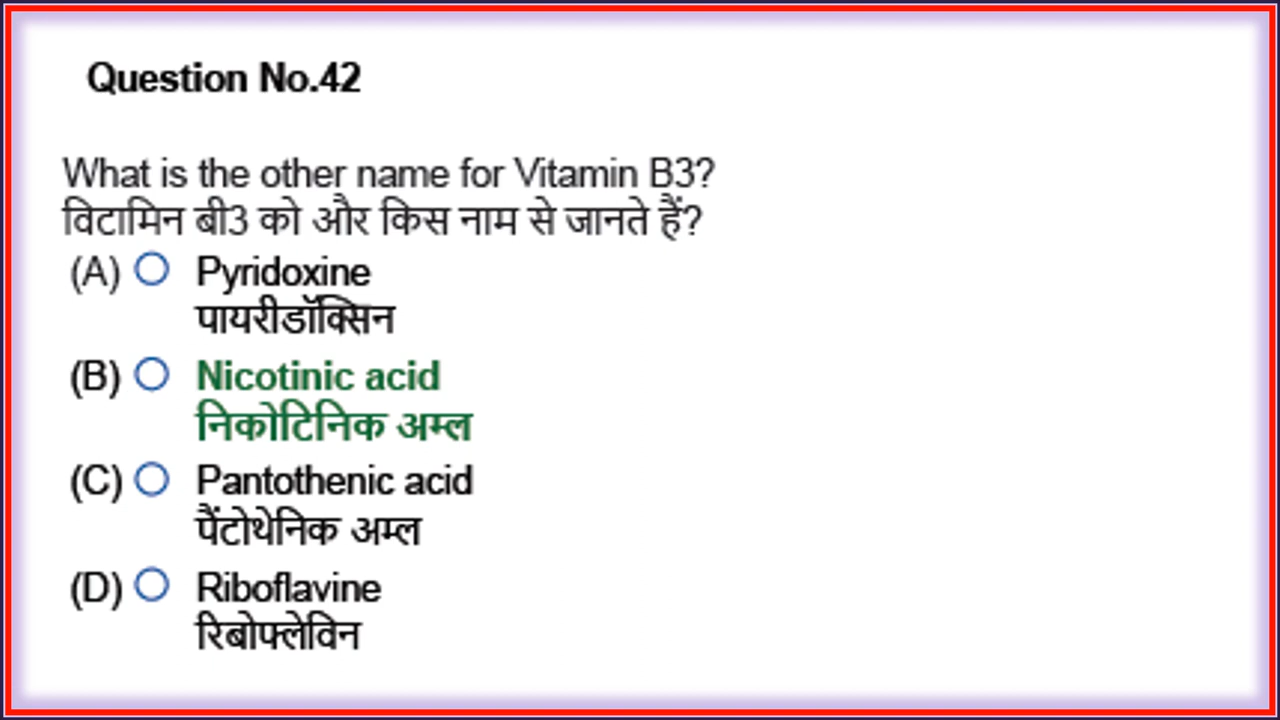 Question No.42
What is the other name for Vitamin B3?
विटामिन बी3 को और किस नाम से जानते हैं?
(A) Pyridoxine
पायरीडॉक्सिन
(B) Nicotinic acid
निकोटिनिक अम्ल
(C) Pantothenic acid
पैंटोथेनिक अम्ल
(D) Riboflavine
रिबोफ्लेविन